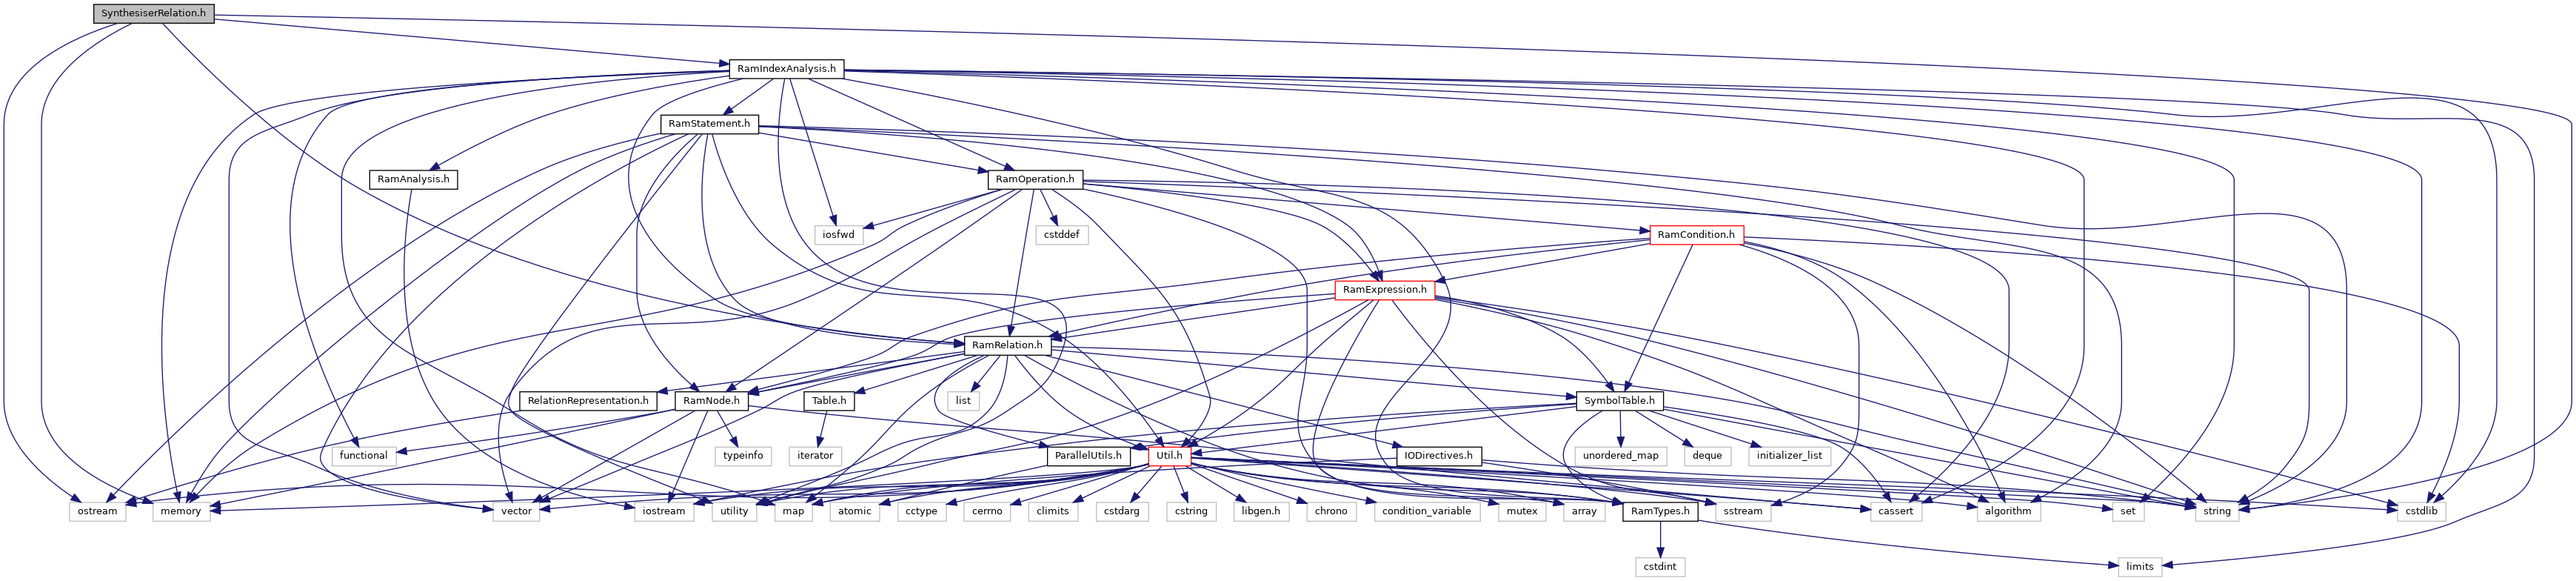 SynthesiserRelation.h
RamIndexAnalysis.h
RamStatement.h
RamAnalysis.h
RamOperation.h
iosfwd
cstddef
RamCondition.h
RamExpression.h
RamRelation.h
RelationRepresentation.h
RamNode.h
Table.h
list
SymbolTable.h
functional
typeinfo
iterator
ParallelUtils.h
Util.h
IODirectives.h
unordered_map
deque
initializer_list
ostream
memory
vector
iostream
utility
map
atomic
cctype
cerrno
climits
cstdarg
cstring
libgen.h
chrono
condition_variable
mutex
array
RamTypes.h
sstream
cassert
algorithm
set
string
cstdlib
cstdint
limits